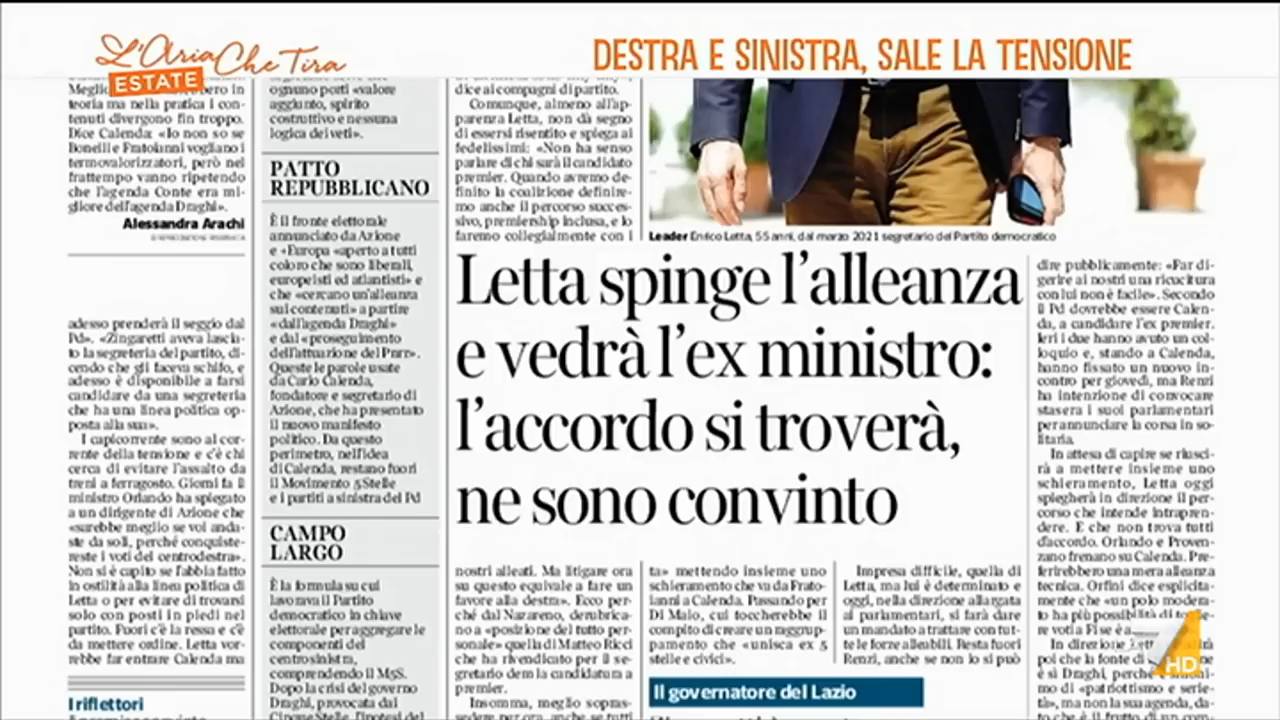 L'Aria Che Tira
ESTATE
DESTRA E SINISTRA, SALE LA TENSIONE
teoria ma nella pratica i con-
tenuti divergono fin troppo.
Dice Calenda: «Io non so se
Bonelli e Fratoianni vogliano i
termovalorizzatori, però nel
frattempo vanno ripetendo
che l'agenda Conte era mi-
gliore dell'agenda Draghi».
Alessandra Arachi
adesso prenderà il seggio dal
Pd». «Zingaretti aveva lascia-
to la segreteria del partito, di-
cendo che gli faceva schifo, e
adesso è disponibile a farsi
candidare da una segreteria
che ha una linea politica op-
posta alla sua».
I capicorrente sono al cor-
rente della tensione e c'è chi
cerca di evitare l'assalto da
treni a ferragosto. Giorni fa il
ministro Orlando ha spiegato
a un dirigente di Azione che
«sarebbe meglio se voi anda-
ste da soli, perché conquiste-
reste i voti del centrodestra».
Non si è capito se l'abbia fatto
in ostilità alla linea politica di
Letta o per evitare di trovarsi
solo con posti in piedi nel
partito. Fuori c'è la ressa e c'è
da mettere ordine. Letta vor-
rebbe far entrare Calenda ma
I riflettori
ognuno porti «valore
aggiunto, spirito
costruttivo e nessuna
logica dei veti».
PATTO
REPUBBLICANO
È il fronte elettorale
annunciato da Azione
e +Europa «aperto a tutti
coloro che sono liberali,
europeisti ed atlantisti» e
che «cercano un'alleanza
sui contenuti» a partire
«dall'agenda Draghi»
e dal «proseguimento
dell'attuazione del Pnrr».
Queste le parole usate
da Carlo Calenda,
fondatore e segretario di
Azione, che ha presentato
il nuovo manifesto
politico. Da questo
perimetro, nell'idea
di Calenda, restano fuori
il Movimento 5 Stelle
e i partiti a sinistra del Pd
CAMPO
LARGO
È la formula su cui
lavorava il Partito
democratico in chiave
elettorale per aggregare le
componenti del
centrosinistra,
comprendendo il M5S.
Dopo la crisi del governo
Draghi, provocata dai
dice ai compagni di partito.
Comunque, almeno all'ap-
parenza Letta, non dà segno
di essersi risentito e spiega ai
fedelissimi: «Non ha senso
parlare di chi sarà il candidato
premier. Quando avremo de-
finito la coalizione definire-
mo anche il percorso succes-
sivo, premiership inclusa, e lo
faremo collegialmente con i
Leader Enrico Letta, 55 anni, dal marzo 2021 segretario del Partito democratico
Letta spinge l'alleanza
e vedrà l'ex ministro:
l'accordo si troverà,
ne sono convinto
nostri alleati. Ma litigare ora
su questo equivale a fare un
favore alla destra». Ecco per-
ché dal Nazareno, derubrica-
no a «posizione del tutto per-
sonale» quella di Matteo Ricci
che ha rivendicato per il se-
gretario dem la candidatura a
premier.
Insomma, meglio sopras-
ta» mettendo insieme uno
schieramento che va da Frato-
ianni a Calenda. Passando per
Di Maio, cui toccherebbe il
compito di creare un raggrup-
pamento che «unisca ex 5
stelle e civici».
Il governatore del Lazio
Impresa difficile, quella di
Letta, ma lui è determinato e
oggi, nella direzione allargata
ai parlamentari, si farà dare
un mandato a trattare con tut-
te le forze alleabili. Resta fuori
Renzi, anche se non lo si può
dire pubblicamente: «Far di-
gerire ai nostri una ricucitura
con lui non è facile». Secondo
il Pd dovrebbe essere Calen-
da, a candidare l'ex premier.
Ieri i due hanno avuto un col-
loquio e, stando a Calenda,
hanno fissato un nuovo in-
contro per giovedì, ma Renzi
ha intenzione di convocare
stasera i suoi parlamentari
per annunciare la corsa in so-
litaria.
In attesa di capire se riusci-
rà a mettere insieme uno
schieramento, Letta oggi
spiegherà in direzione il per-
corso che intende intrapren-
dere. E che non trova tutti
d'accordo. Orlando e Proven-
zano frenano su Calenda. Pre-
ferirebbero una mera alleanza
tecnica. Orfini dice esplicita-
mente che «un polo modera-
to ha più possibilità di
re voti a FI se
In direzione Letta
poi che la fonte di
è sì Draghi, perché
mo di «patriottismo e serie-
tà», ma non la sua agenda, da-
HD